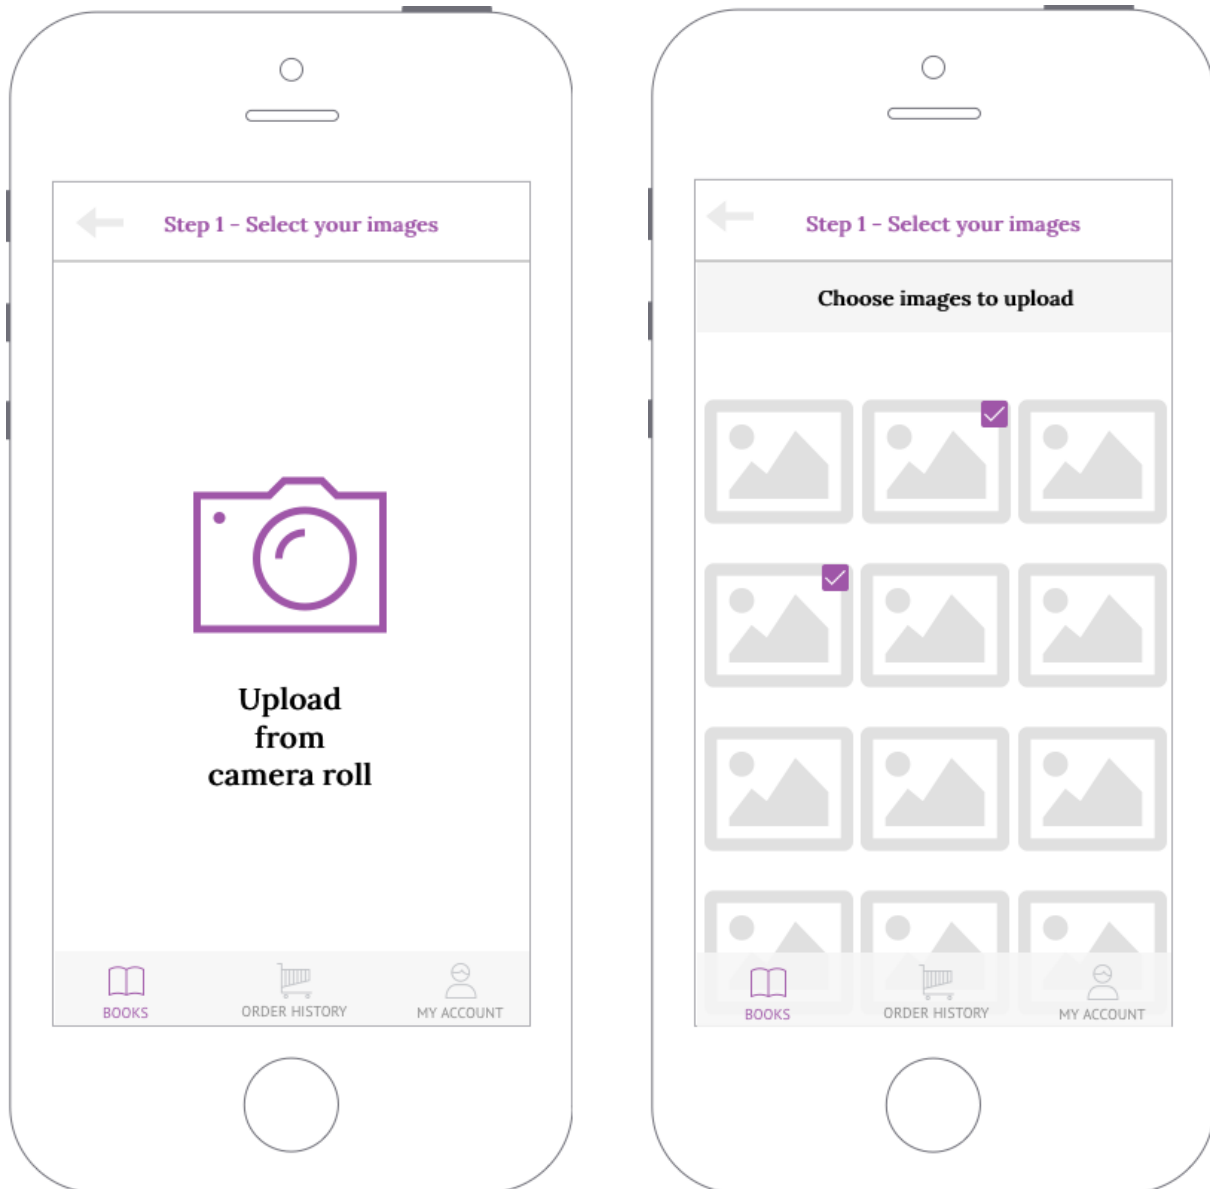 Step 1 - Select your images
Upload
from
camera roll
BOOKS
ORDER HISTORY
MY ACCOUNT
Step 1 - Select your images
Choose images to upload
BOOKS
ORDER HISTORY
MY ACCOUNT